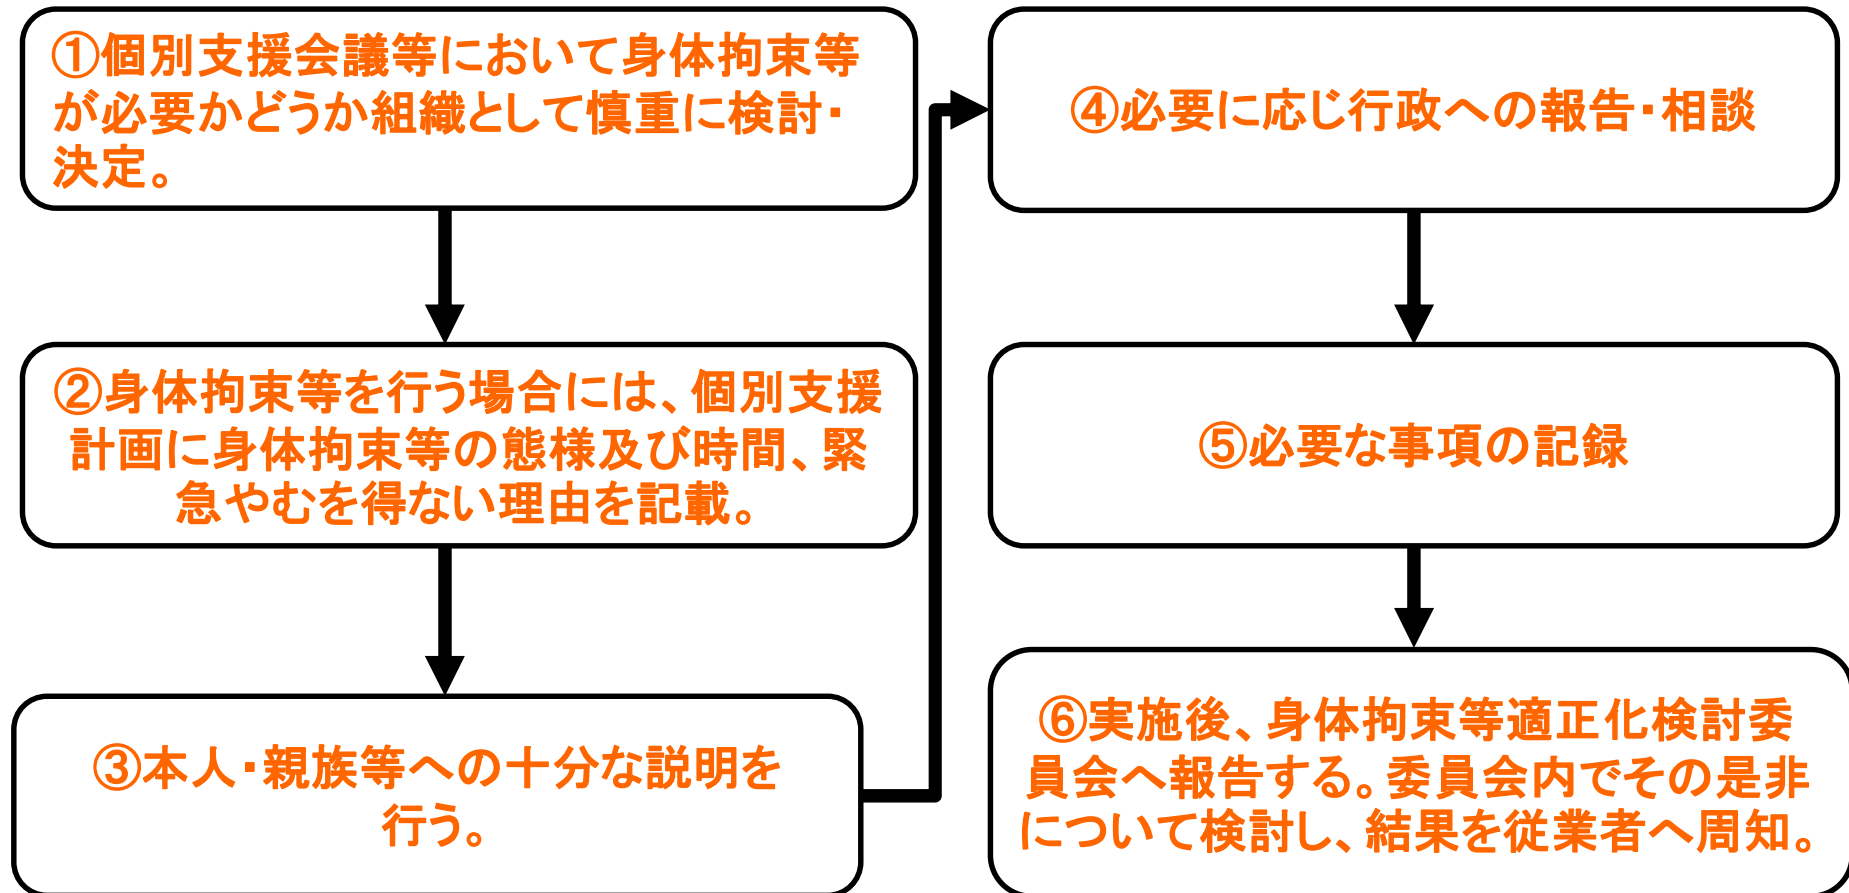 ①個別支援会議等において身体拘束等
が必要かどうか組織として慎重に検討・
決定。
②身体拘束等を行う場合には、個別支援
計画に身体拘束等の態様及び時間、緊
急やむを得ない理由を記載。
③本人・親族等への十分な説明を
行う。
④必要に応じ行政への報告・相談
⑤必要な事項の記録
⑥実施後、身体拘束等適正化検討委
員会へ報告する。委員会内でその是非
について検討し、結果を従業者へ周知。